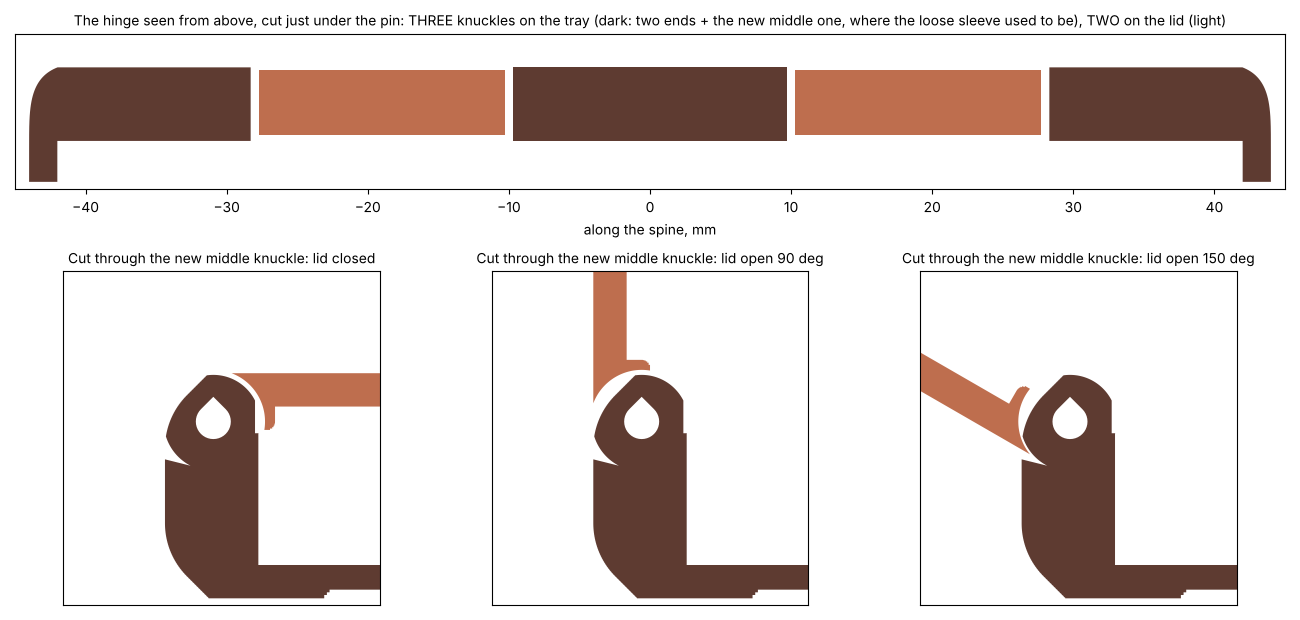 The hinge seen from above, cut just under the pin: THREE knuckles on the tray (dark: two ends + the new middle one, where the loose sleeve used to be), TWO on the lid (light)
−40 −30 −20 −10 0 10 20 30 40
along the spine, mm
Cut through the new middle knuckle: lid closed
Cut through the new middle knuckle: lid open 90 deg
Cut through the new middle knuckle: lid open 150 deg